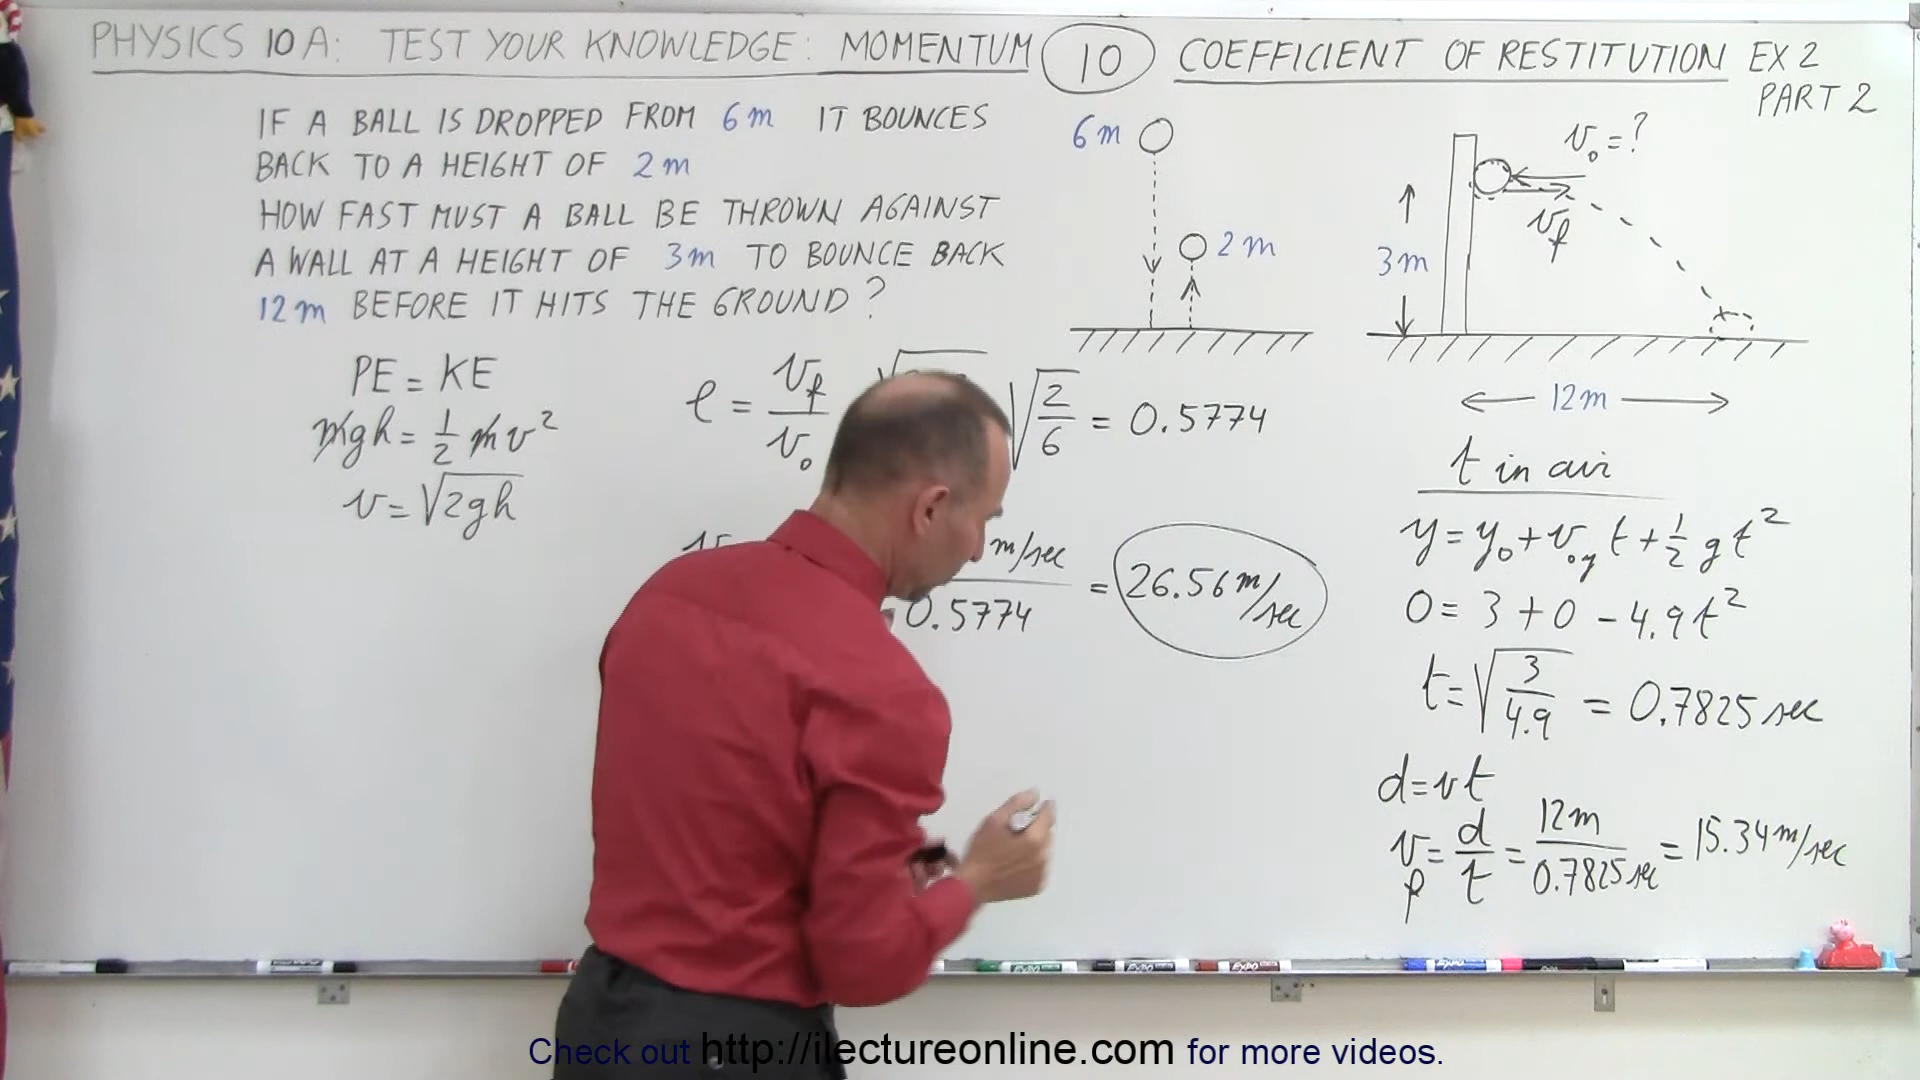 PHYSICS 10A: TEST YOUR KNOWLEDGE: MOMENTUM 10 COEFFICIENT OF RESTITUTION EX 2
PART 2
IF A BALL IS DROPPED FROM 6m IT BOUNCES
BACK TO A HEIGHT OF 2m
HOW FAST MUST A BALL BE THROWN AGAINST
A WALL AT A HEIGHT OF 3m TO BOUNCE BACK
12m BEFORE IT HITS THE GROUND?
6m
2m
v₀=?
v_f
3m
12m
PE = KE
mgh = 1/2 mv²
v = √2gh
e = v_f/v₀
√2/6 = 0.5774
m/sec
0.5774
= 26.56 m/sec
t in air
y = y₀ + v₀y t + 1/2 gt²
0 = 3 + 0 - 4.9t²
t = √3/4.9 = 0.7825 sec
d = vt
v_f = d/t = 12m/0.7825 sec = 15.34 m/sec
EXPO
EXPO
EXPO
Check out http://ilectureonline.com for more videos.